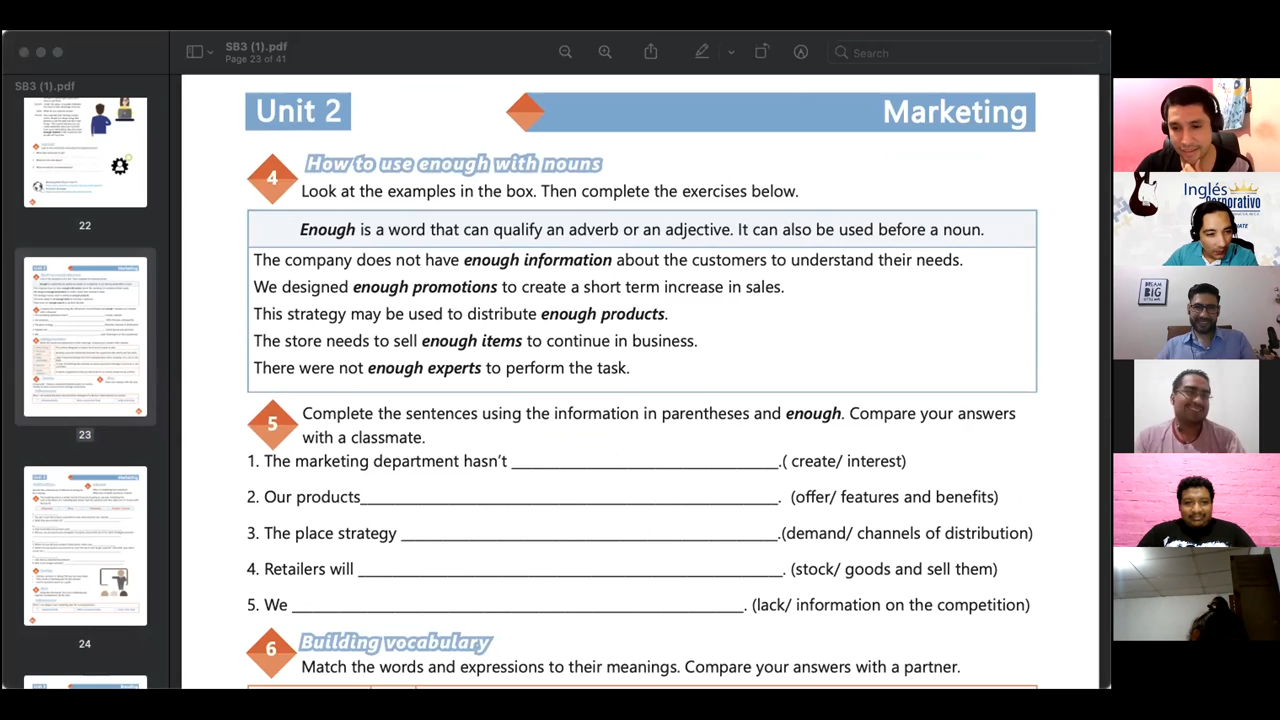 SB3 (1).pdf
Page 23 of 41
Search
SB3 (1).pdf
22
23
24
Unit 2
Marketing
4
How to use enough with nouns
Look at the examples in the box. Then complete the exercise below.
Enough is a word that can qualify an adverb or an adjective. It can also be used before a noun.
The company does not have enough information about the customers to understand their needs.
We designed enough promotions to create a short term increase in sales.
This strategy may be used to distribute enough products.
The store needs to sell enough stock to continue in business.
There were not enough experts to perform the task.
5
Complete the sentences using the information in parentheses and enough. Compare your answers
with a classmate.
1. The marketing department hasn't ____________________.( create/ interest)
2. Our products____________________ (offer/ features and benefits)
3. The place strategy ____________________ (demand/ channels of distribution)
4. Retailers will ____________________. (stock/ goods and sell them)
5. We ____________________. (lack/information on the competition)
6
Building vocabulary
Match the words and expressions to their meanings. Compare your answers with a partner.
Inglés
Corporativo
DREAM
BIG